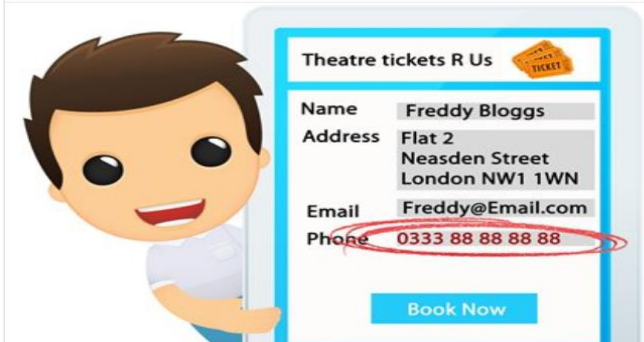 Theatre tickets R Us
TICKET
Name Freddy Bloggs
Address Flat 2
Neasden Street
London NW1 1WN
Email Freddy@Email.com
Phone 0333 88 88 88 88
Book Now